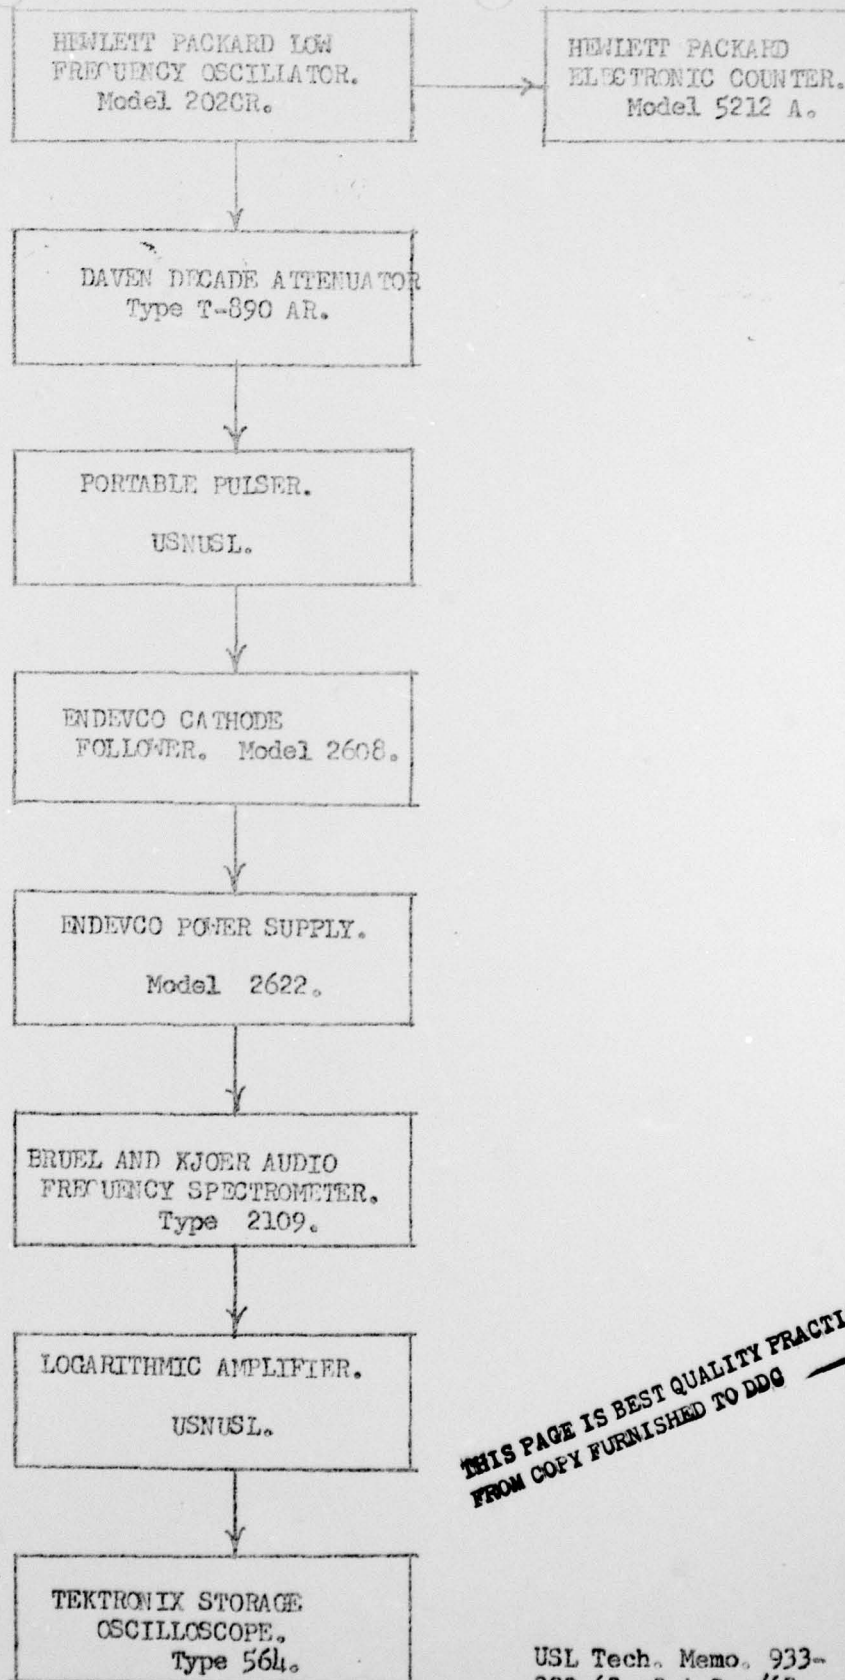 HEWLETT PACKARD LOW
FREQUENCY OSCILLATOR.
Model 202CR.
HEWLETT PACKARD
ELECTRONIC COUNTER.
Model 5212 A.
DAVEN DECADE ATTENUATOR
Type T-890 AR.
PORTABLE PULSER.
USNUSL.
ENDEVCO CATHODE
FOLLOWER. Model 2608.
ENDEVCO POWER SUPPLY.
Model 2622.
BRUEL AND KJOER AUDIO
FREQUENCY SPECTROMETER.
Type 2109.
LOGARITHMIC AMPLIFIER.
USNUSL.
THIS PAGE IS BEST QUALITY PRACTI
FROM COPY FURNISHED TO DDC
TEKTRONIX STORAGE
OSCILLOSCOPE.
Type 564.
USL Tech. Memo. 933-